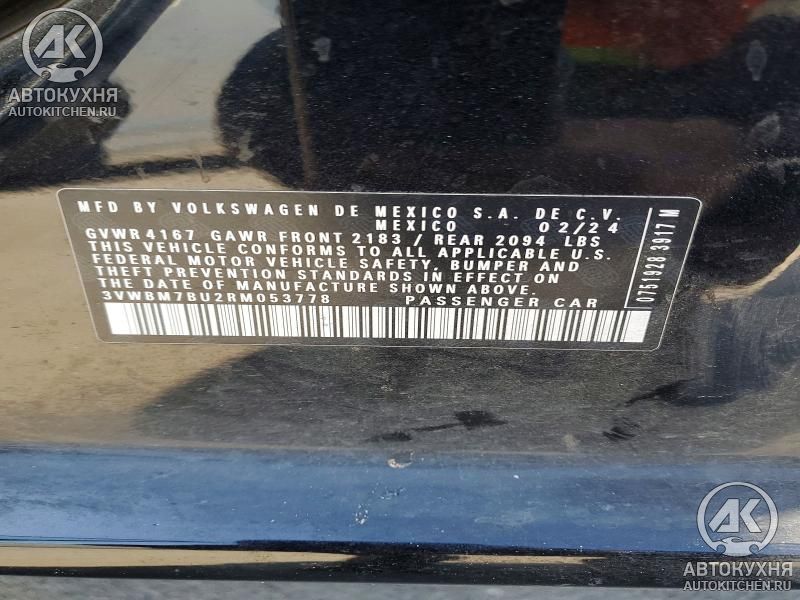 АК
АВТОКУХНЯ
AUTOKITCHEN.RU
MFD BY VOLKSWAGEN DE MEXICO S.A. DE C.V.
MEXICO 02/24
GVWR 4167 GAWR FRONT 2183 / REAR 2094 LBS
THIS VEHICLE CONFORMS TO ALL APPLICABLE U.S.
FEDERAL MOTOR VEHICLE SAFETY, BUMPER AND
THEFT PREVENTION STANDARDS IN EFFECT ON
THE DATE OF MANUFACTURE SHOWN ABOVE.
3VWBM7BU2RM053778 PASSENGER CAR
0751928 3917 M
АК
АВТОКУХНЯ
AUTOKITCHEN.RU